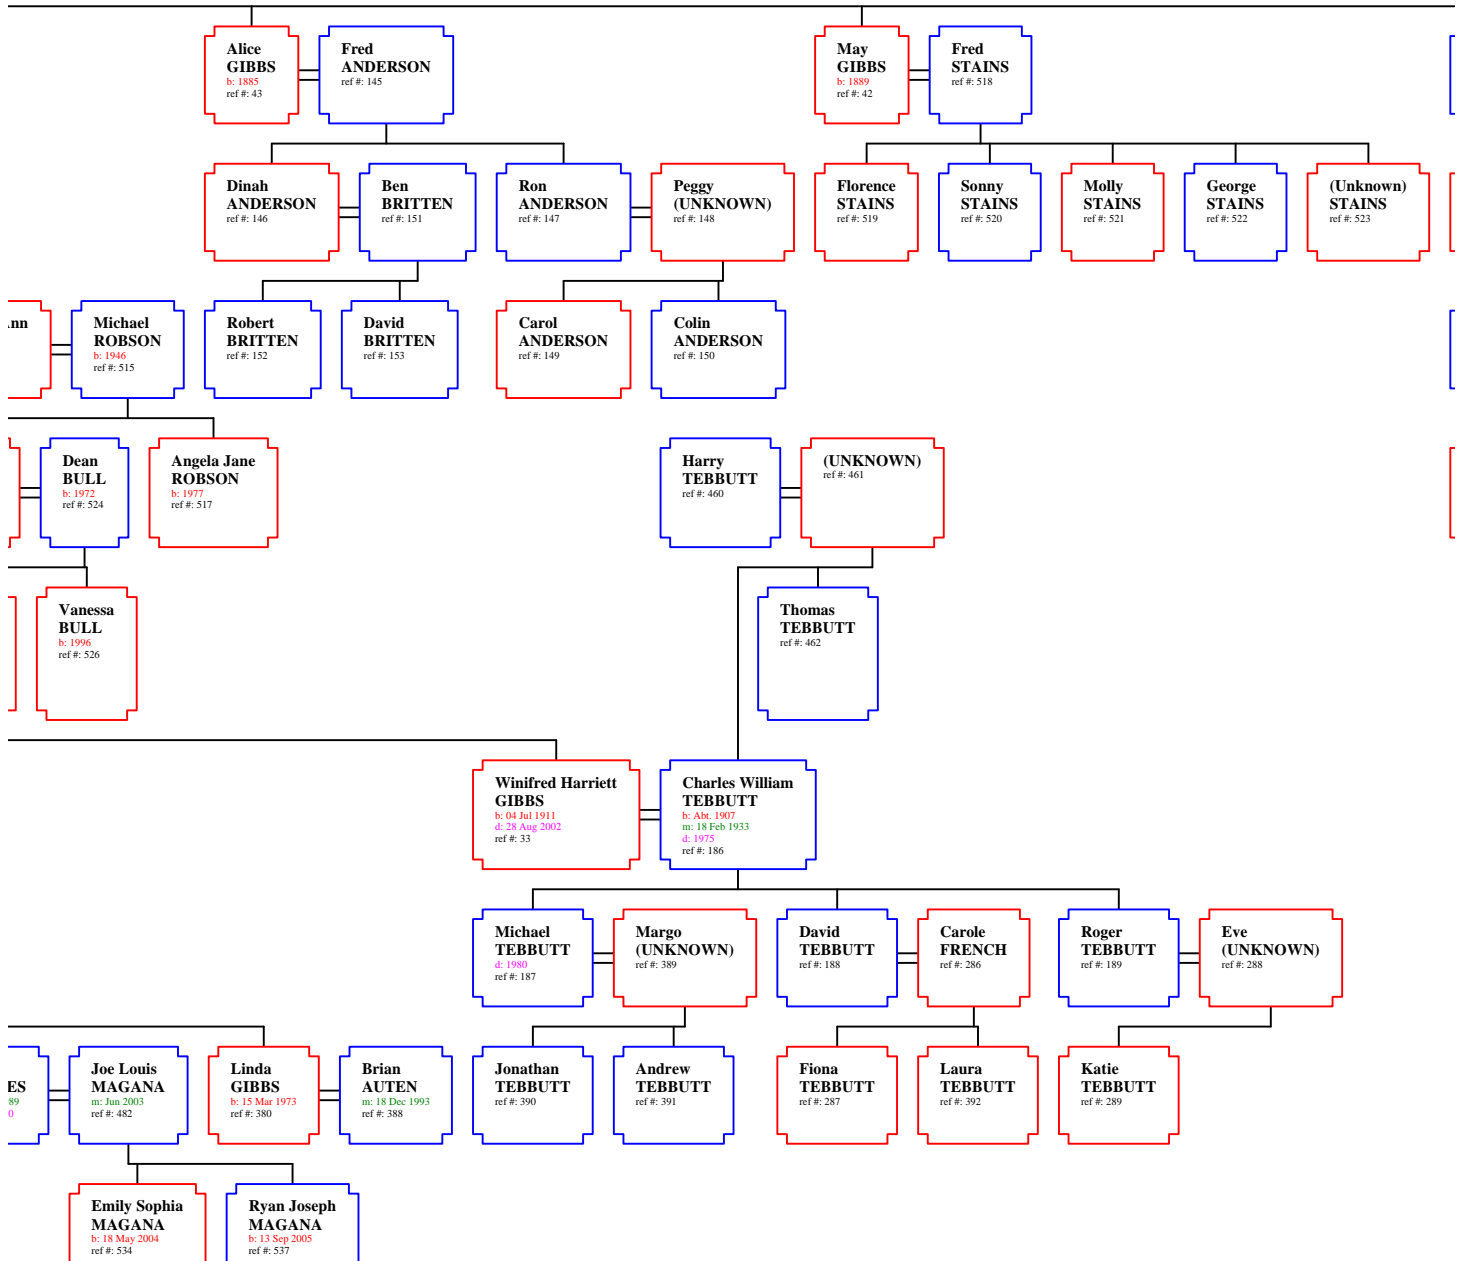 Alice
GIBBS
b: 1885
ref #: 43
Fred
ANDERSON
ref #: 145
May
GIBBS
b: 1889
ref #: 42
Fred
STAINS
ref #: 518
Dinah
ANDERSON
ref #: 146
Ben
BRITTEN
ref #: 151
Ron
ANDERSON
ref #: 147
Peggy
(UNKNOWN)
ref #: 148
Florence
STAINS
ref #: 519
Sonny
STAINS
ref #: 520
Molly
STAINS
ref #: 521
George
STAINS
ref #: 522
(Unknown)
STAINS
ref #: 523
nn
Michael
ROBSON
b: 1946
ref #: 515
Robert
BRITTEN
ref #: 152
David
BRITTEN
ref #: 153
Carol
ANDERSON
ref #: 149
Colin
ANDERSON
ref #: 150
Dean
BULL
b: 1972
ref #: 524
Angela Jane
ROBSON
b: 1977
ref #: 517
Harry
TEBBUTT
ref #: 460
(UNKNOWN)
ref #: 461
Vanessa
BULL
b: 1996
ref #: 526
Thomas
TEBBUTT
ref #: 462
Winifred Harriett
GIBBS
b: 04 Jul 1911
d: 28 Aug 2002
ref #: 33
Charles William
TEBBUTT
b: Abt. 1907
m: 18 Feb 1933
d: 1975
ref #: 186
Michael
TEBBUTT
d: 1980
ref #: 187
Margo
(UNKNOWN)
ref #: 389
David
TEBBUTT
ref #: 188
Carole
FRENCH
ref #: 286
Roger
TEBBUTT
ref #: 189
Eve
(UNKNOWN)
ref #: 288
ES
89
0
Joe Louis
MAGANA
m: Jun 2003
ref #: 482
Linda
GIBBS
b: 15 Mar 1973
ref #: 380
Brian
AUTEN
m: 18 Dec 1993
ref #: 388
Jonathan
TEBBUTT
ref #: 390
Andrew
TEBBUTT
ref #: 391
Fiona
TEBBUTT
ref #: 287
Laura
TEBBUTT
ref #: 392
Katie
TEBBUTT
ref #: 289
Emily Sophia
MAGANA
b: 18 May 2004
ref #: 534
Ryan Joseph
MAGANA
b: 13 Sep 2005
ref #: 537